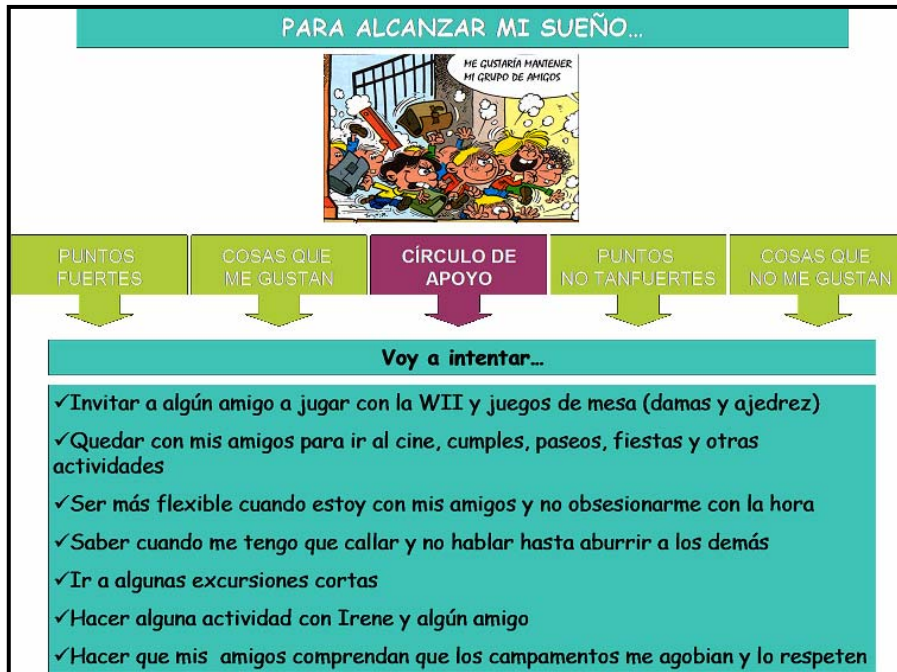 PARA ALCANZAR MI SUEÑO...
ME GUSTARÍA MANTENER
MI GRUPO DE AMIGOS
PUNTOS
FUERTES
COSAS QUE
ME GUSTAN
CÍRCULO DE
APOYO
PUNTOS
NO TANFUERTES
COSAS QUE
NO ME GUSTAN
Voy a intentar...
✓Invitar a algún amigo a jugar con la WII y juegos de mesa (damas y ajedrez)
✓Quedar con mis amigos para ir al cine, cumples, paseos, fiestas y otras
actividades
✓Ser más flexible cuando estoy con mis amigos y no obsesionarme con la hora
✓Saber cuando me tengo que callar y no hablar hasta aburrir a los demás
✓Ir a algunas excursiones cortas
✓Hacer alguna actividad con Irene y algún amigo
✓Hacer que mis amigos comprendan que los campamentos me agobian y lo respeten